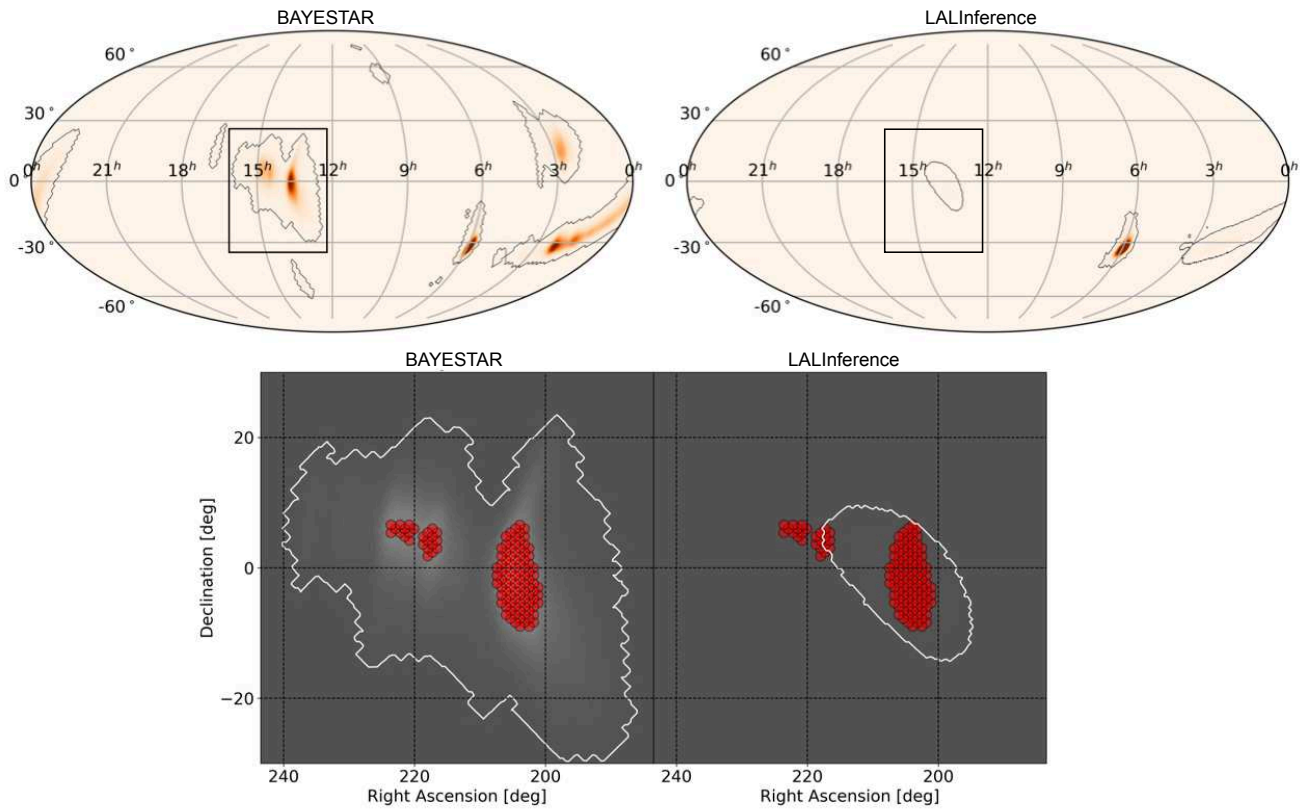 BAYESTAR LALInference
60° 60°
30° 30°
0ʰ 21ʰ 18ʰ 15ʰ 12ʰ 9ʰ 6ʰ 3ʰ 0ʰ 0ʰ 21ʰ 18ʰ 15ʰ 12ʰ 9ʰ 6ʰ 3ʰ 0ʰ
0 0
-30° -30°
-60° -60°
BAYESTAR LALInference
20
0
−20
Declination [deg]
240 220 200 240 220 200
Right Ascension [deg] Right Ascension [deg]